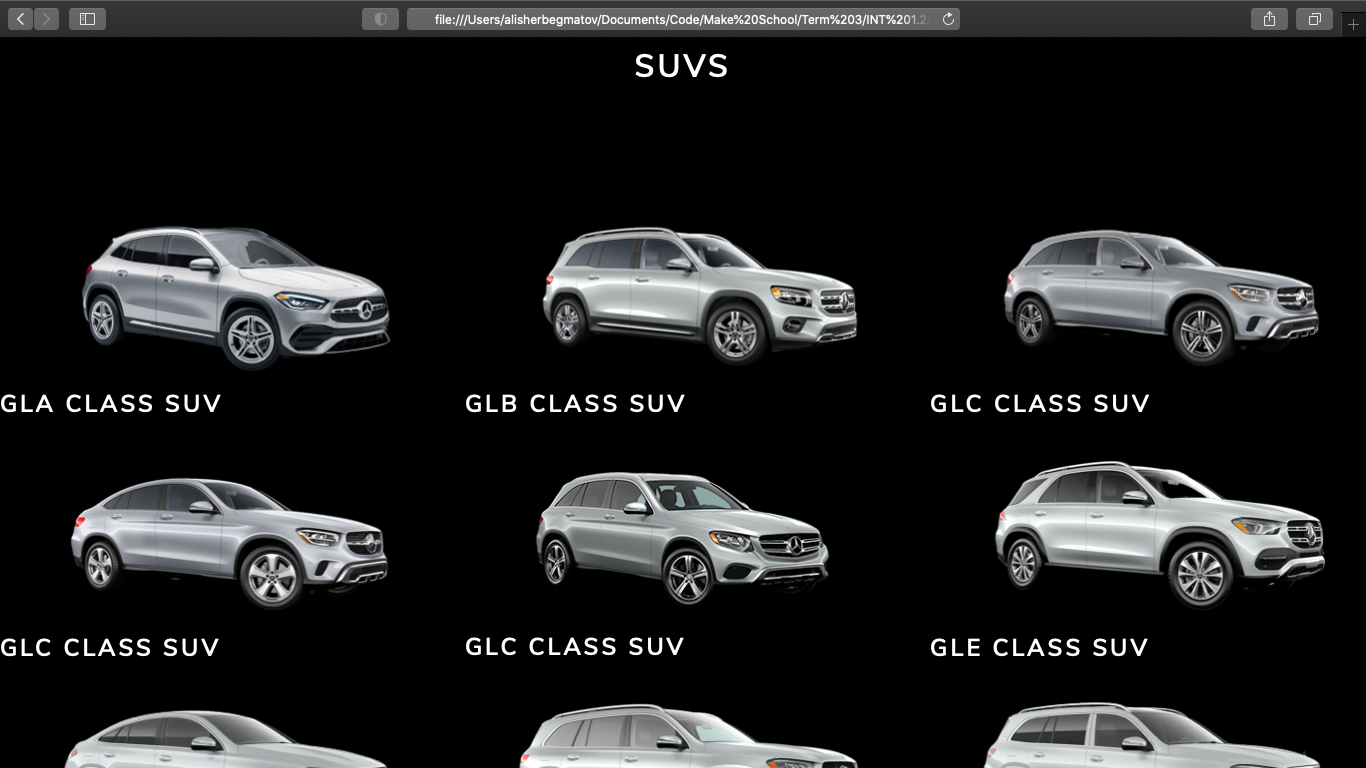 file:///Users/alisherbegmatov/Documents/Code/Make%20School/Term%203/INT%201.2
SUVS
GLA CLASS SUV
GLB CLASS SUV
GLC CLASS SUV
GLC CLASS SUV
GLC CLASS SUV
GLE CLASS SUV